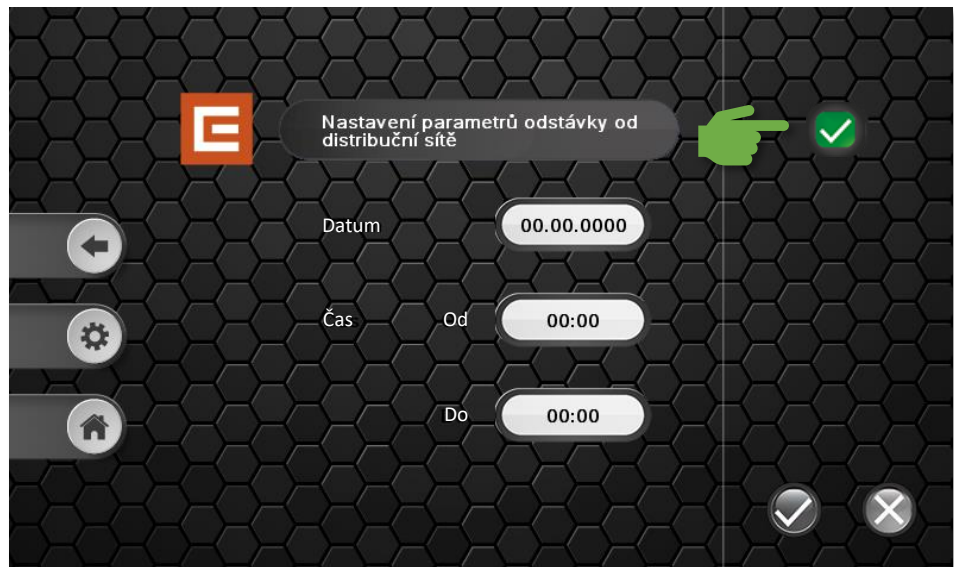 Nastavení parametrů odstávky od
distribuční sítě
Datum 00.00.0000
Čas Od 00:00
Do 00:00